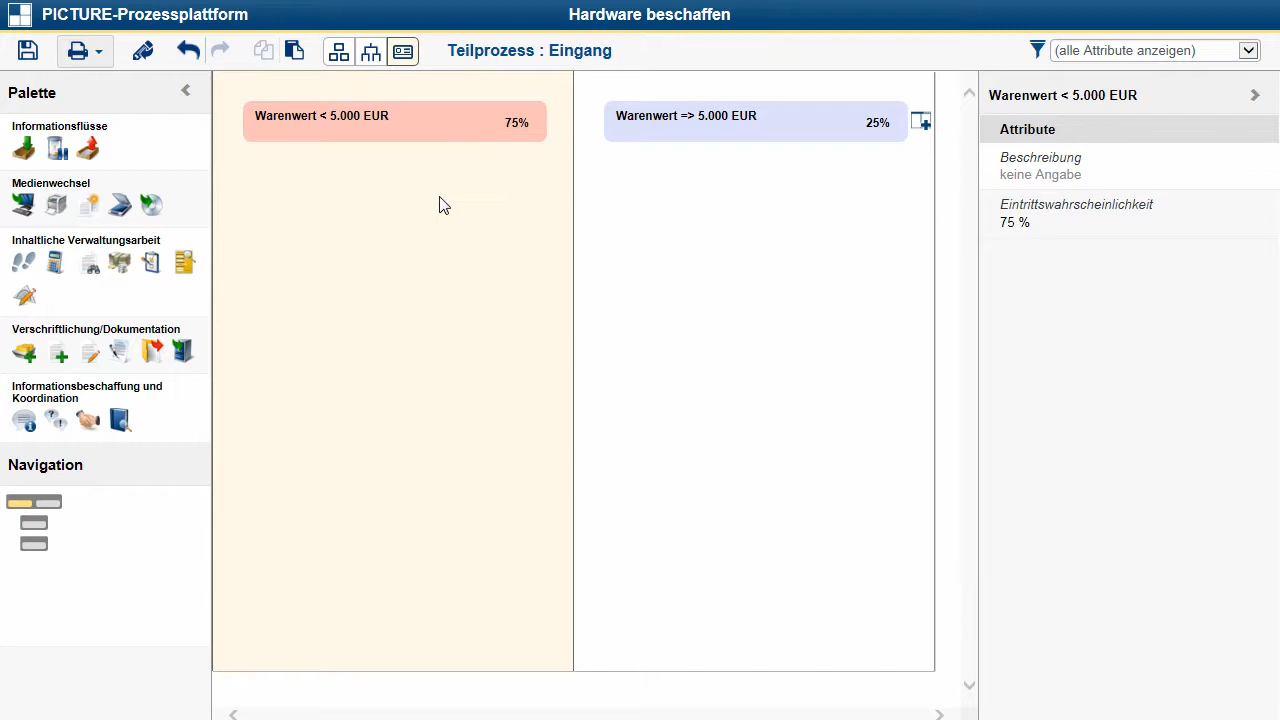 PICTURE-Prozessplattform
Hardware beschaffen
Teilprozess : Eingang
(alle Attribute anzeigen)
Palette
Informationsflüsse
Medienwechsel
Inhaltliche Verwaltungsarbeit
Verschriftlichung/Dokumentation
Informationsbeschaffung und
Koordination
Navigation
Warenwert < 5.000 EUR
75%
Warenwert => 5.000 EUR
25%
Warenwert < 5.000 EUR
Attribute
Beschreibung
keine Angabe
Eintrittswahrscheinlichkeit
75 %